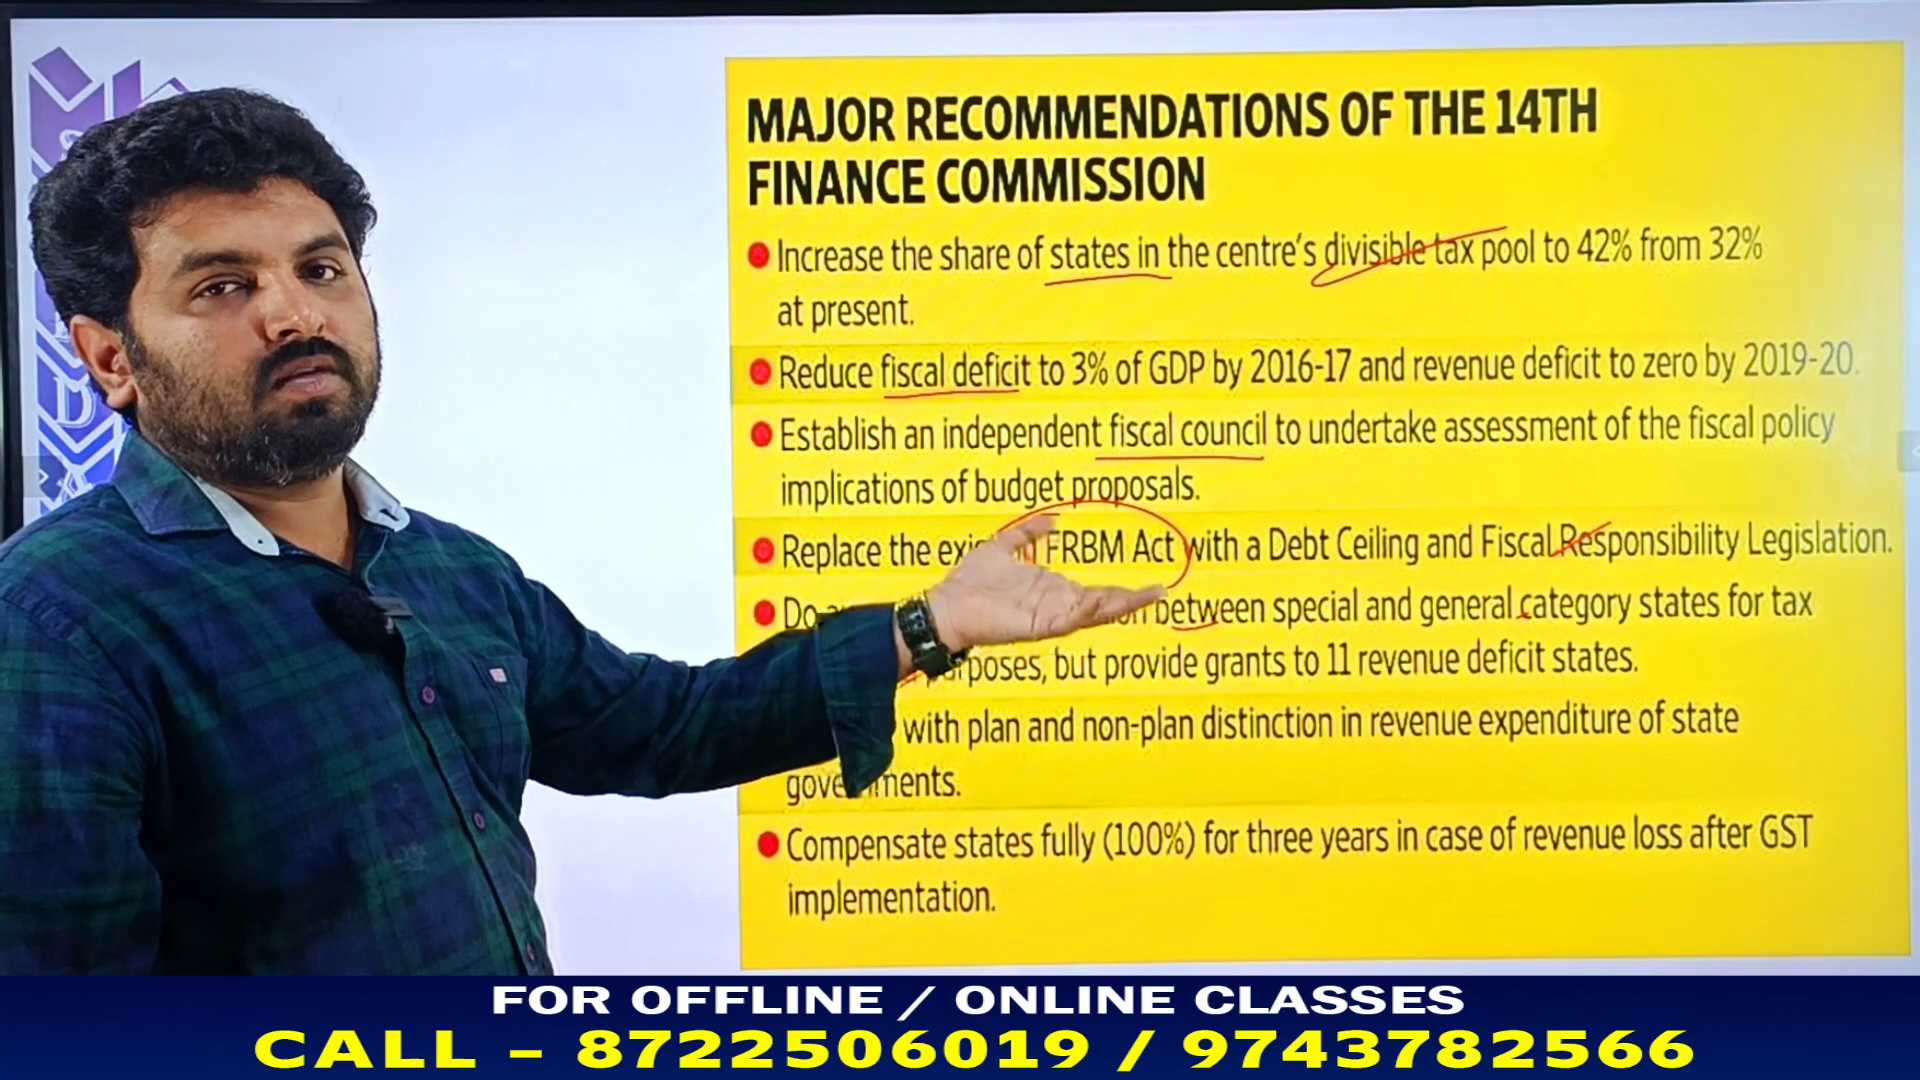 MAJOR RECOMMENDATIONS OF THE 14TH
FINANCE COMMISSION
Increase the share of states in the centre's divisible tax pool to 42% from 32%
at present.
Reduce fiscal deficit to 3% of GDP by 2016-17 and revenue deficit to zero by 2019-20.
Establish an independent fiscal council to undertake assessment of the fiscal policy
implications of budget proposals.
Replace the existing FRBM Act with a Debt Ceiling and Fiscal Responsibility Legislation.
Do between special and general category states for tax
purposes, but provide grants to 11 revenue deficit states.
with plan and non-plan distinction in revenue expenditure of state
governments.
Compensate states fully (100%) for three years in case of revenue loss after GST
implementation.
FOR OFFLINE / ONLINE CLASSES
CALL – 8722506019 / 9743782566